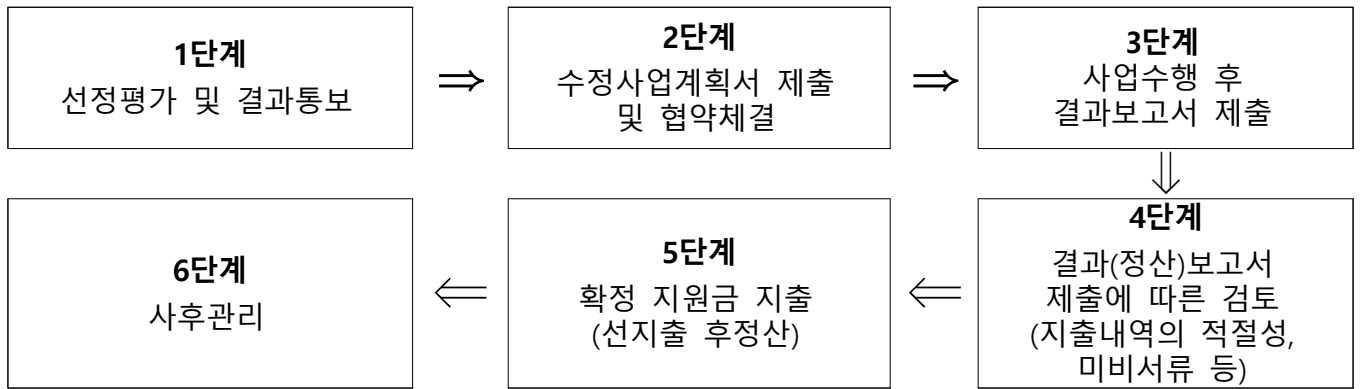 1단계
선정평가 및 결과통보
⇒
2단계
수정사업계획서 제출
및 협약체결
⇒
3단계
사업수행 후
결과보고서 제출
⇓
4단계
결과(정산)보고서
제출에 따른 검토
(지출내역의 적절성,
미비서류 등)
⇐
5단계
확정 지원금 지출
(선지출 후정산)
⇐
6단계
사후관리